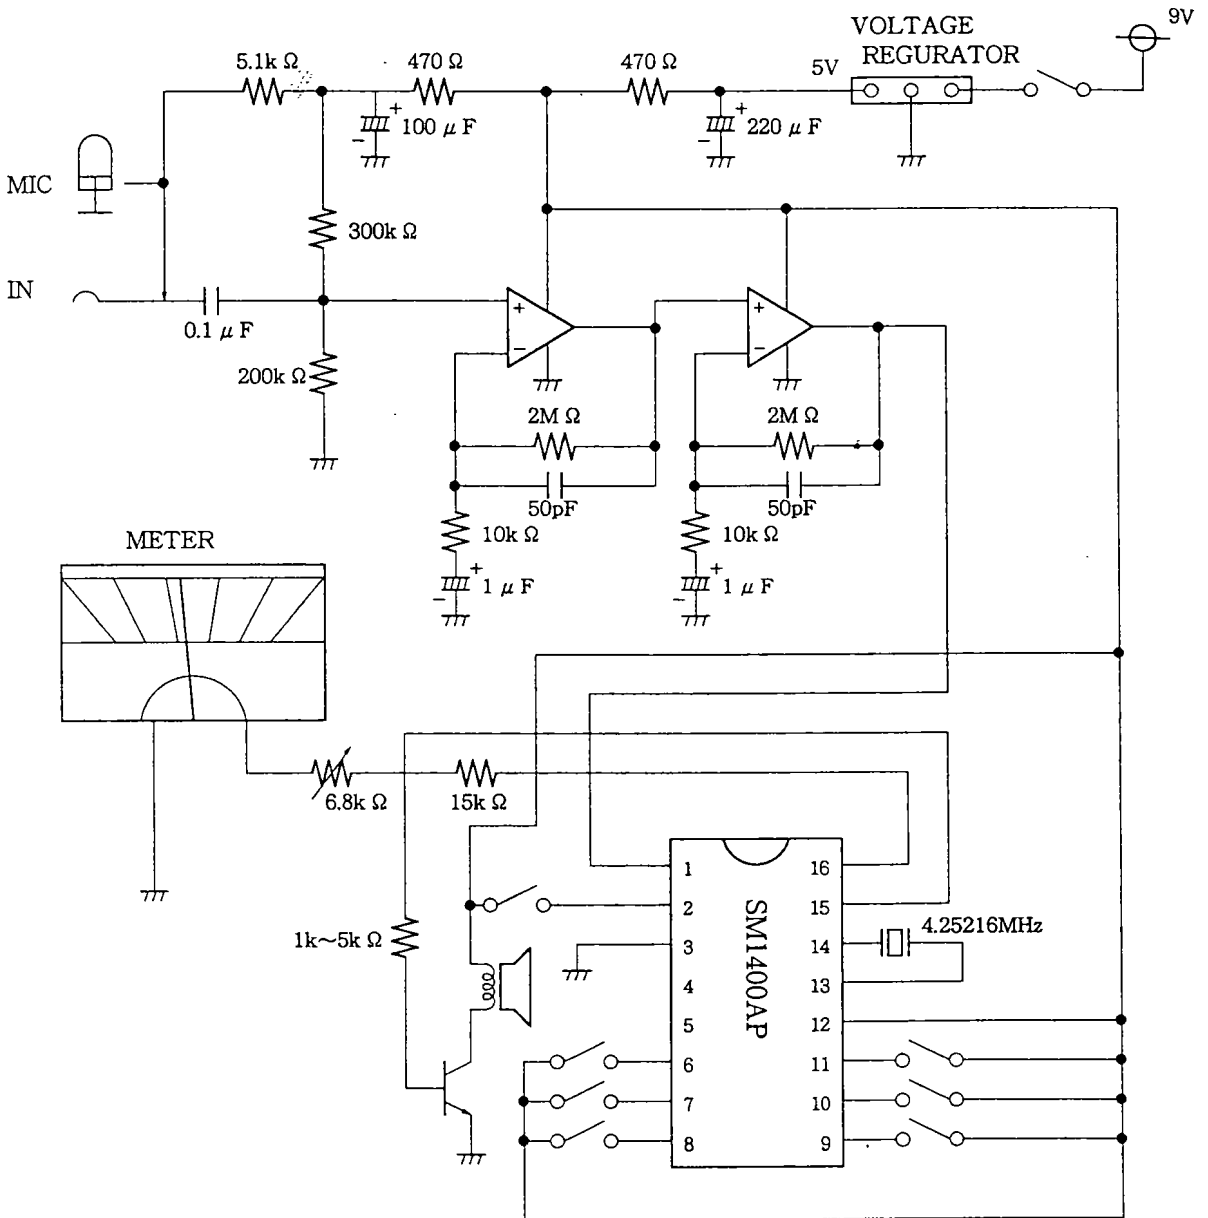 9V
VOLTAGE
REGURATOR
5.1k Ω
470 Ω
470 Ω
5V
+
100 μ F
−
+
220 μ F
−
MIC
300k Ω
IN
0.1 μ F
+
−
+
−
200k Ω
2M Ω
2M Ω
50pF
50pF
10k Ω
10k Ω
METER
+
1 μ F
−
+
1 μ F
−
6.8k Ω
15k Ω
1
16
2
15
1k~5k Ω
3
14
4.25216MHz
4
13
SM1400AP
5
12
6
11
7
10
8
9